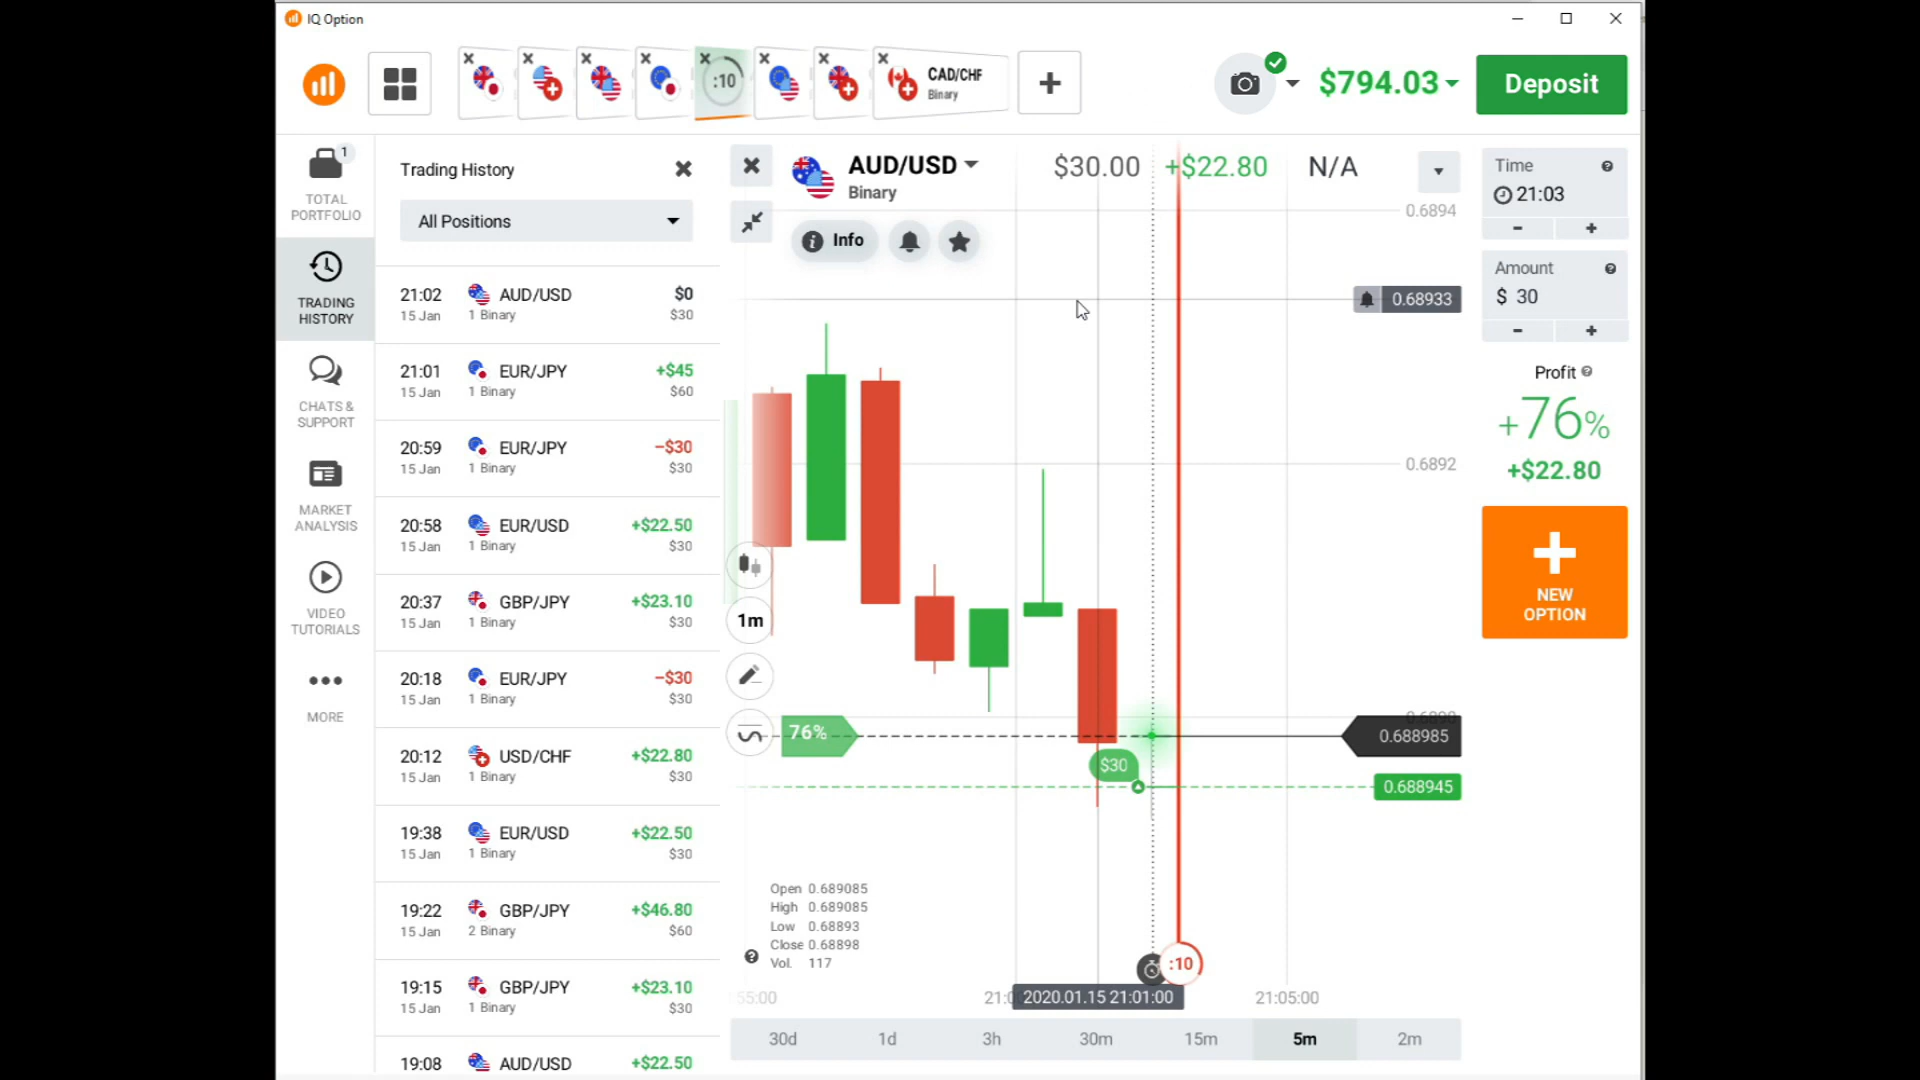 IQ Option
:10
CAD/CHF
Binary
$794.03
Deposit
1
TOTAL
PORTFOLIO
TRADING
HISTORY
CHATS &
SUPPORT
MARKET
ANALYSIS
VIDEO
TUTORIALS
MORE
Trading History
All Positions
21:02 AUD/USD $0
15 Jan 1 Binary $30
21:01 EUR/JPY +$45
15 Jan 1 Binary $60
20:59 EUR/JPY −$30
15 Jan 1 Binary $30
20:58 EUR/USD +$22.50
15 Jan 1 Binary $30
20:37 GBP/JPY +$23.10
15 Jan 1 Binary $30
20:18 EUR/JPY −$30
15 Jan 1 Binary $30
20:12 USD/CHF +$22.80
15 Jan 1 Binary $30
19:38 EUR/USD +$22.50
15 Jan 1 Binary $30
19:22 GBP/JPY +$46.80
15 Jan 2 Binary $60
19:15 GBP/JPY +$23.10
15 Jan 1 Binary $30
19:08 AUD/USD +$22.50
AUD/USD $30.00 +$22.80 N/A
Binary
Info
0.6894
0.68933
0.6892
1m
76%
0.6890
0.688985
$30
0.688945
Open 0.689085
High 0.689085
Low 0.68893
Close 0.68898
Vol. 117
:10
55:00 21:0 2020.01.15 21:01:00 21:05:00
30d 1d 3h 30m 15m 5m 2m
Time
21:03
- +
Amount
$ 30
- +
Profit
+76%
+$22.80
NEW
OPTION